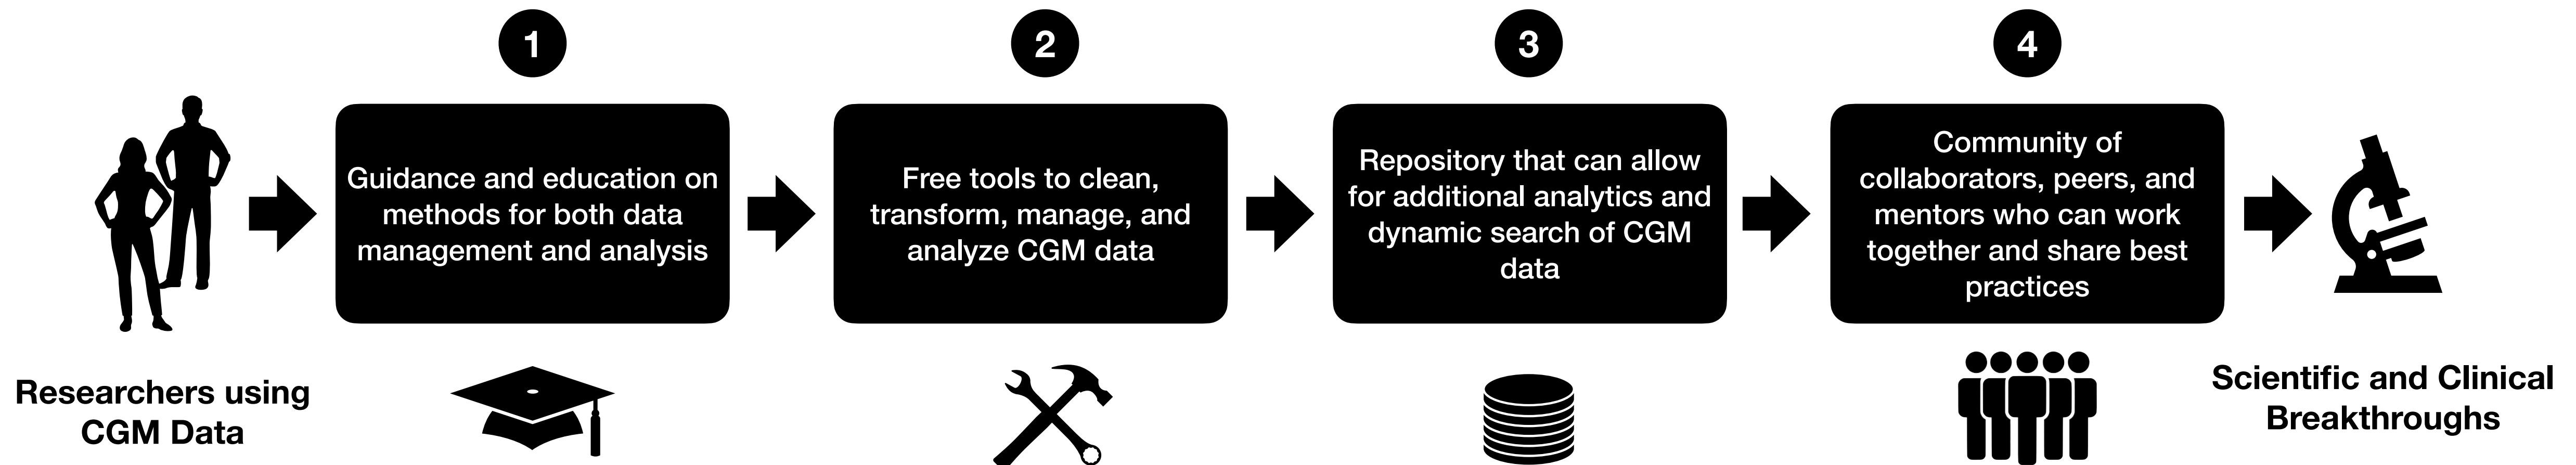 1
Guidance and education on
methods for both data
management and analysis
2
Free tools to clean,
transform, manage, and
analyze CGM data
3
Repository that can allow
for additional analytics and
dynamic search of CGM
data
4
Community of
collaborators, peers, and
mentors who can work
together and share best
practices
Researchers using
CGM Data
Scientific and Clinical
Breakthroughs